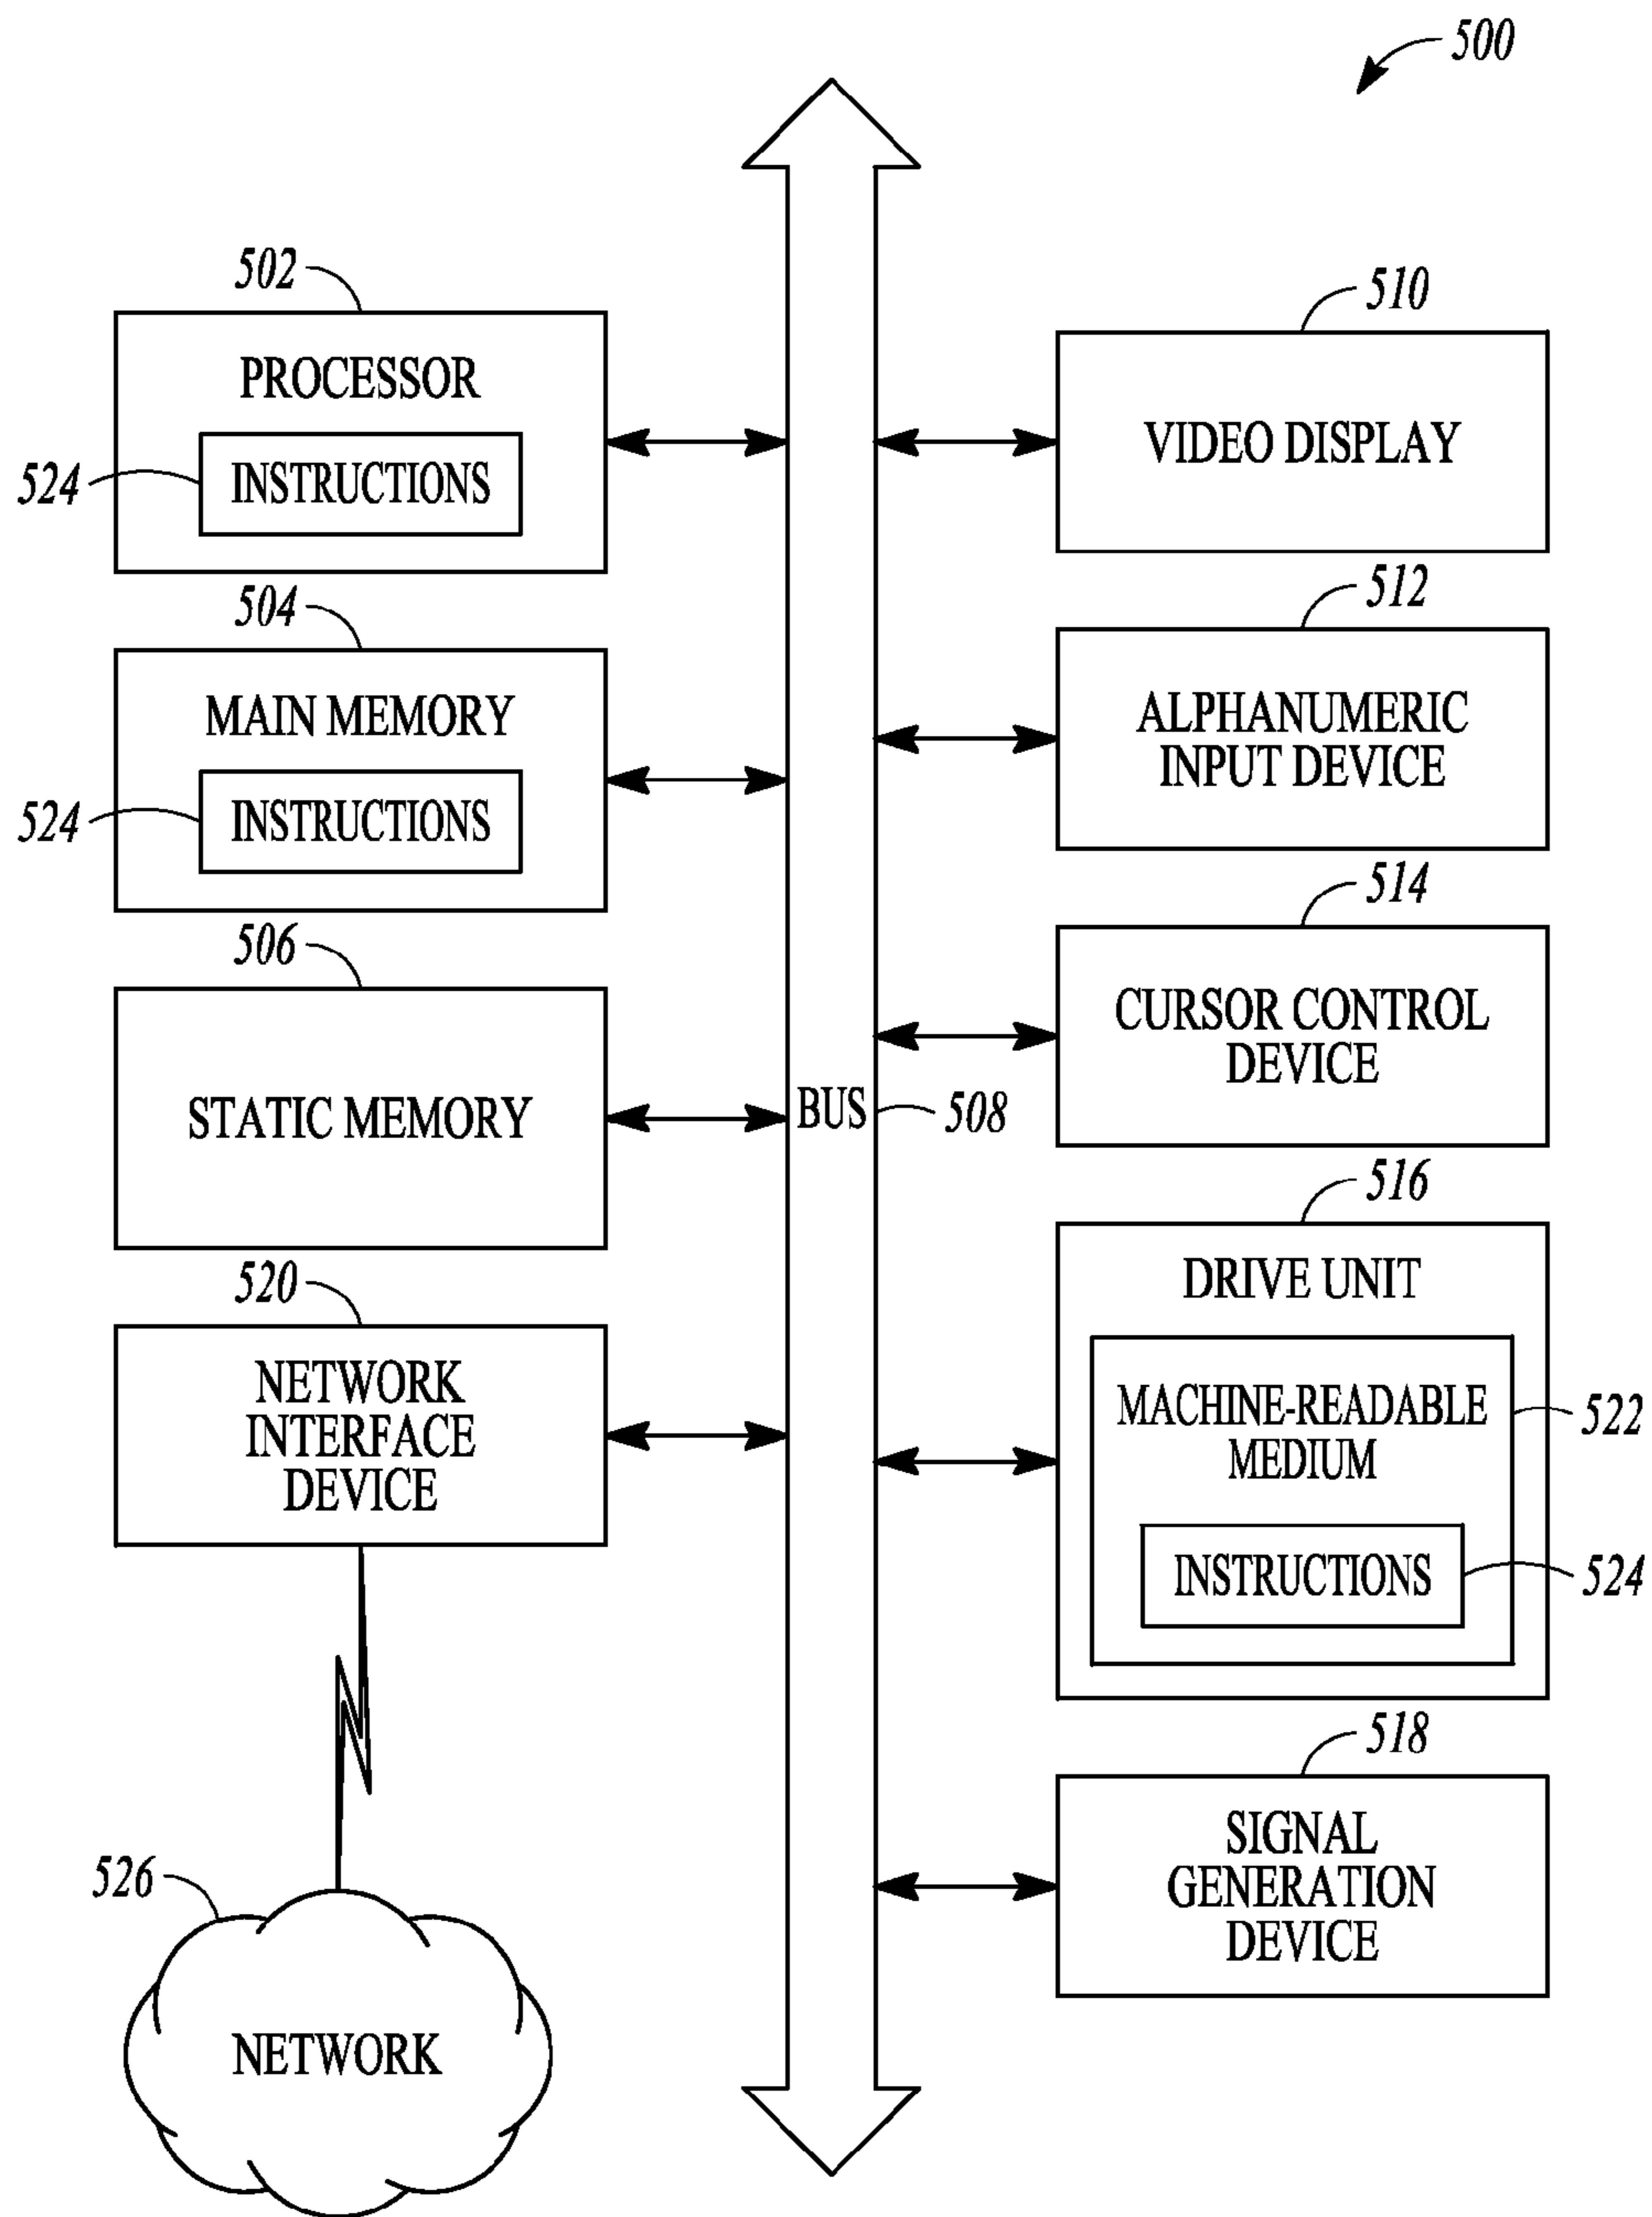 500
502
PROCESSOR
524
INSTRUCTIONS
504
MAIN MEMORY
524
INSTRUCTIONS
506
STATIC MEMORY
520
NETWORK
INTERFACE
DEVICE
526
NETWORK
BUS
508
510
VIDEO DISPLAY
512
ALPHANUMERIC
INPUT DEVICE
514
CURSOR CONTROL
DEVICE
516
DRIVE UNIT
MACHINE-READABLE
MEDIUM
522
INSTRUCTIONS
524
518
SIGNAL
GENERATION
DEVICE